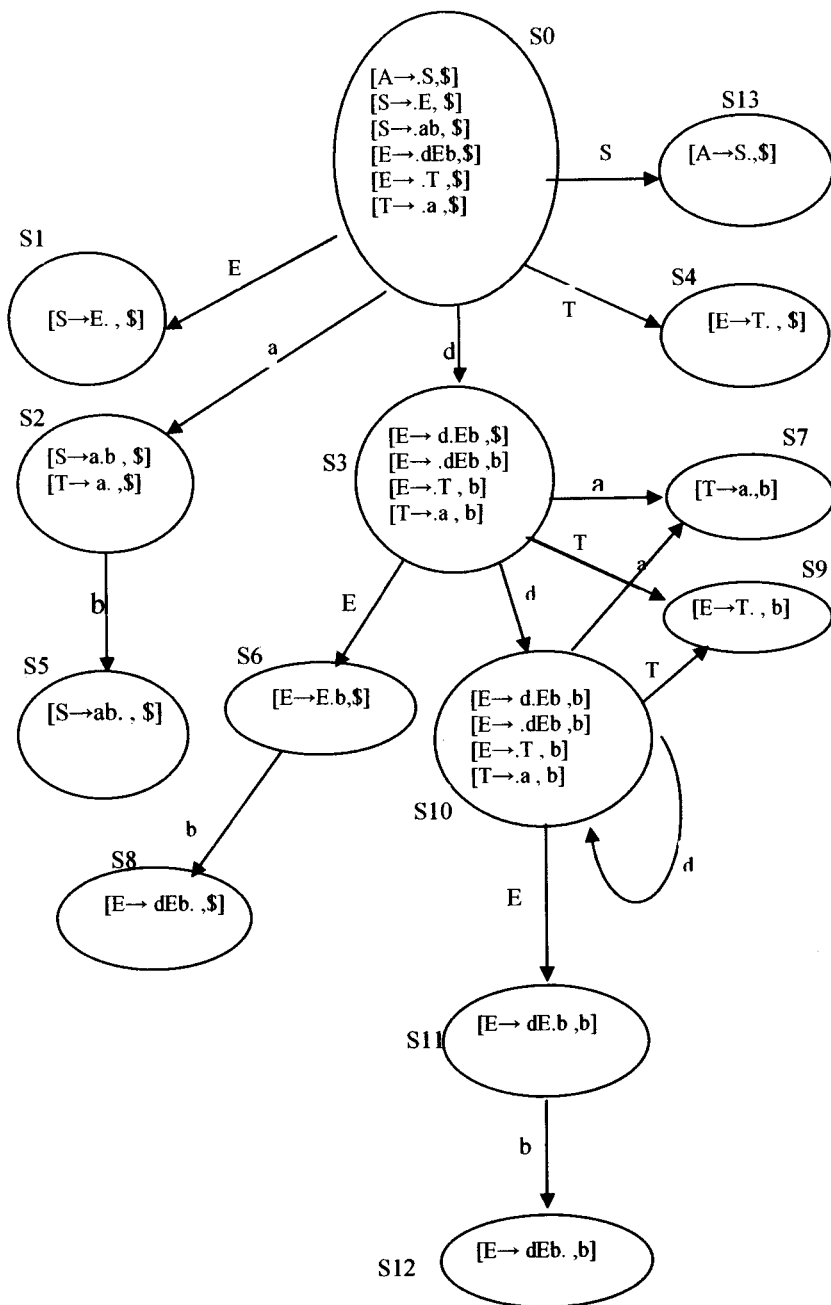 S0
[A→.S,$]
[S→.E, $]
[S→.ab, $]
[E→.dEb,$]
[E→ .T ,$]
[T→ .a ,$]
S13
[A→S.,$]
S
S1
[S→E. , $]
E
a
d
T
S4
[E→T. , $]
S2
[S→a.b , $]
[T→ a. ,$]
S3
[E→ d.Eb ,$]
[E→ .dEb ,b]
[E→.T , b]
[T→.a , b]
S7
[T→a.,b]
a
T
a
S9
[E→T. , b]
b
E
d
T
S5
[S→ab. , $]
S6
[E→E.b,$]
[E→ d.Eb ,b]
[E→ .dEb ,b]
[E→.T , b]
[T→.a , b]
S10
b
d
S8
[E→ dEb. ,$]
E
S11
[E→ dE.b ,b]
b
S12
[E→ dEb. ,b]